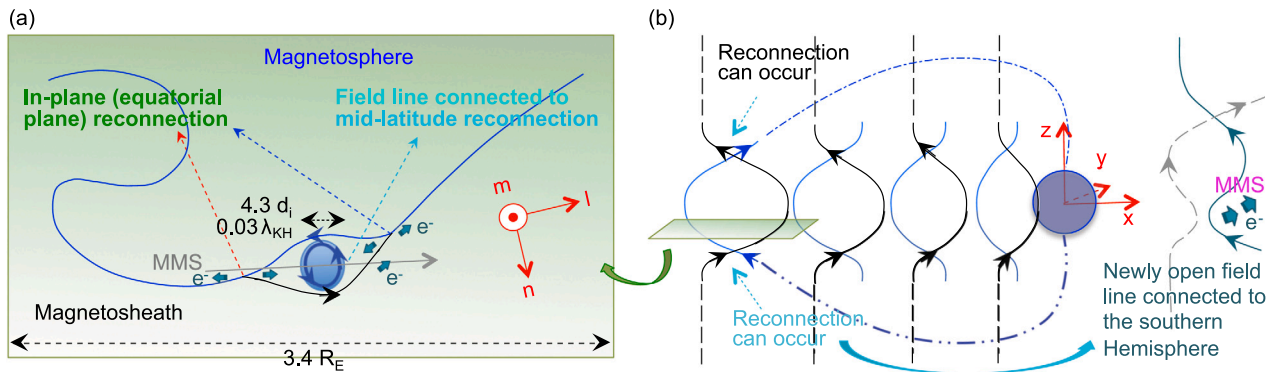 (a)
Magnetosphere
In-plane (equatorial
plane) reconnection
Field line connected to
mid-latitude reconnection
4.3 dᵢ
0.03 λ_KH
m
l
n
MMS
e⁻
e⁻
e⁻
e⁻
Magnetosheath
3.4 R_E
(b)
Reconnection
can occur
z
y
x
MMS
e⁻
Reconnection
can occur
Newly open field
line connected to
the southern
Hemisphere